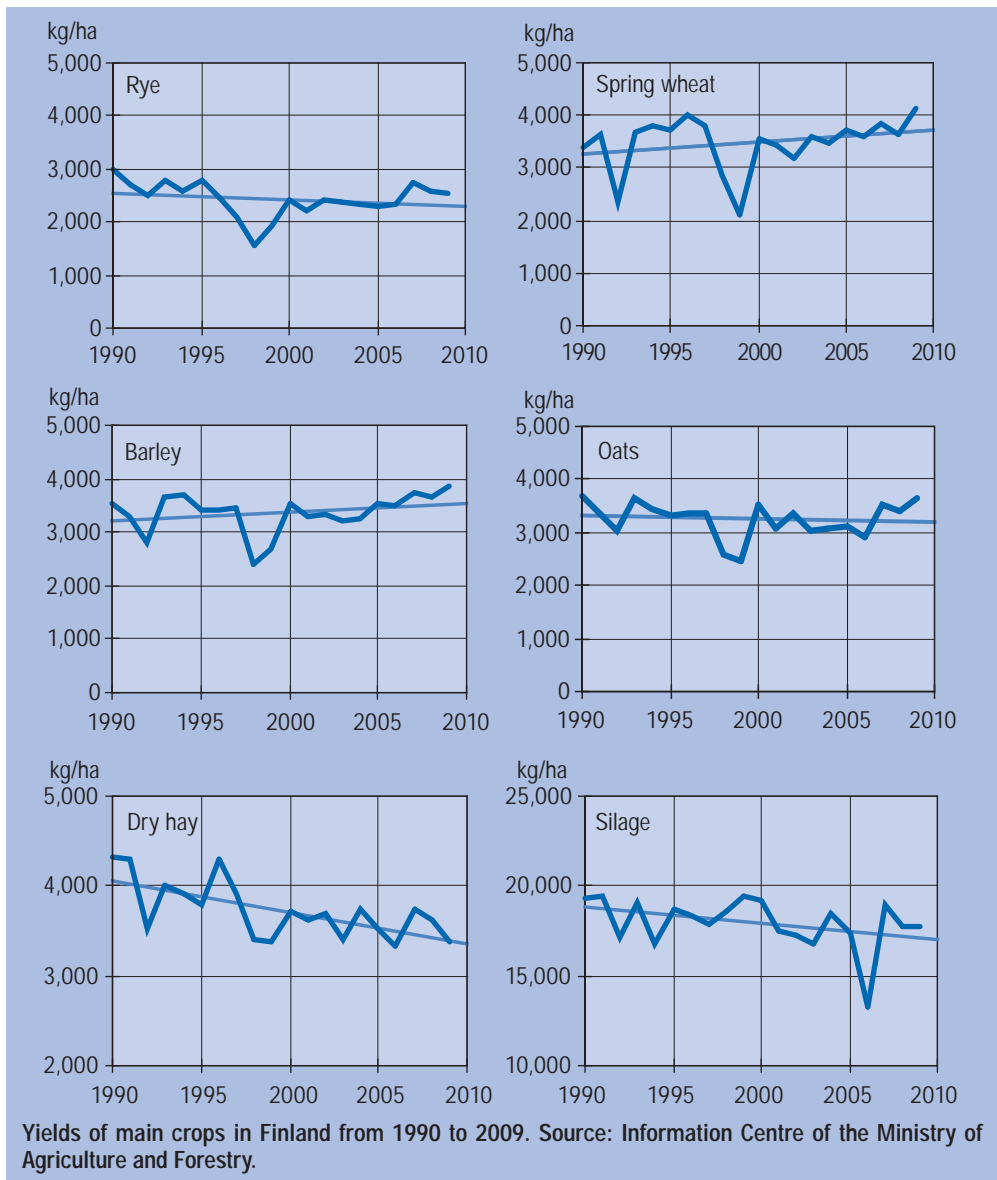 kg/ha
5,000
4,000
3,000
2,000
1,000
0
Rye
1990 1995 2000 2005 2010
kg/ha
5,000
4,000
3,000
2,000
1,000
0
Spring wheat
1990 1995 2000 2005 2010
kg/ha
5,000
4,000
3,000
2,000
1,000
0
Barley
1990 1995 2000 2005 2010
kg/ha
5,000
4,000
3,000
2,000
1,000
0
Oats
1990 1995 2000 2005 2010
kg/ha
5,000
4,000
3,000
2,000
Dry hay
1990 1995 2000 2005 2010
kg/ha
25,000
20,000
15,000
10,000
Silage
1990 1995 2000 2005 2010
Yields of main crops in Finland from 1990 to 2009. Source: Information Centre of the Ministry of
Agriculture and Forestry.